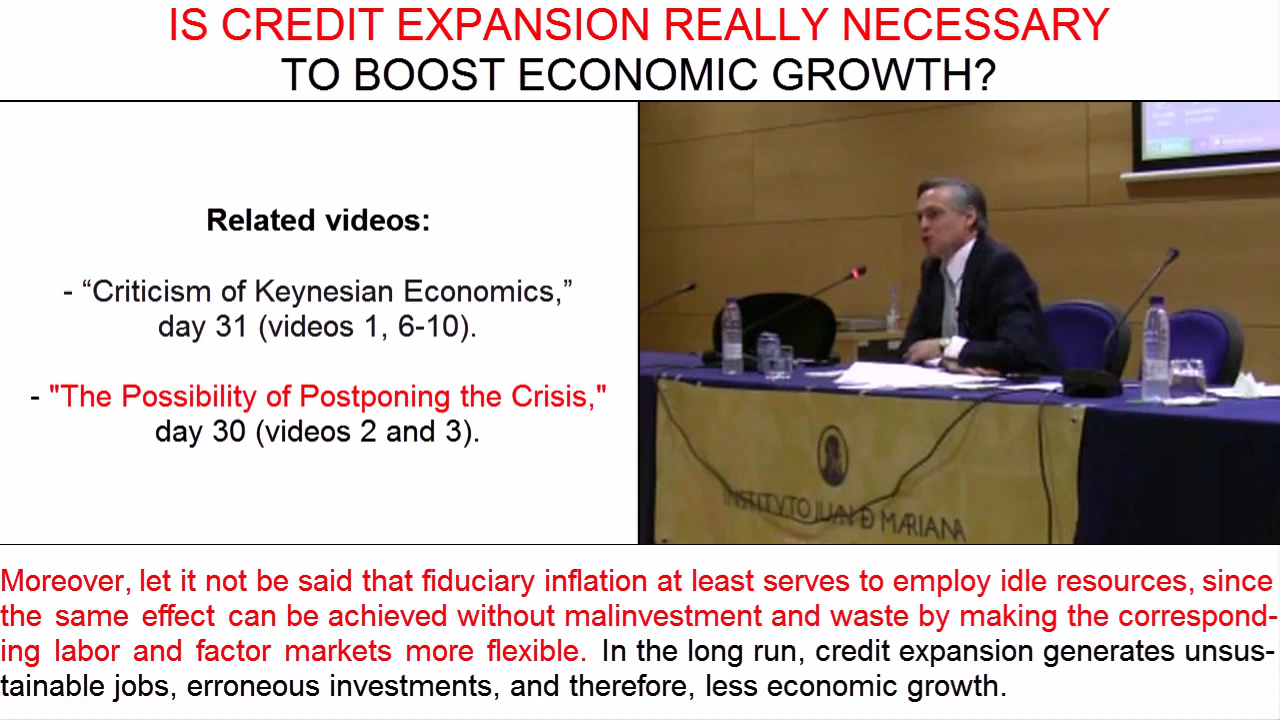 IS CREDIT EXPANSION REALLY NECESSARY
TO BOOST ECONOMIC GROWTH?
Related videos:
- “Criticism of Keynesian Economics,”
day 31 (videos 1, 6-10).
- "The Possibility of Postponing the Crisis,"
day 30 (videos 2 and 3).
INSTITVTO JUAN Ð MARIANA
Moreover, let it not be said that fiduciary inflation at least serves to employ idle resources, since
the same effect can be achieved without malinvestment and waste by making the correspond-
ing labor and factor markets more flexible. In the long run, credit expansion generates unsus-
tainable jobs, erroneous investments, and therefore, less economic growth.